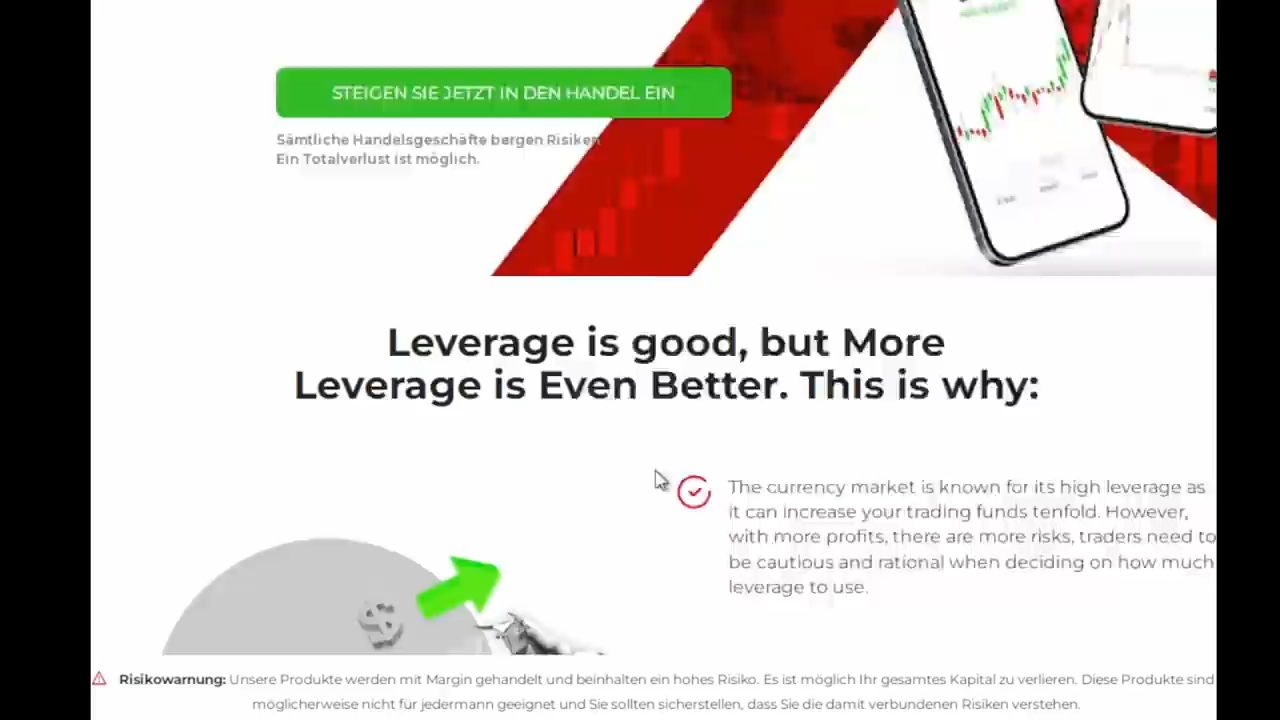 STEIGEN SIE JETZT IN DEN HANDEL EIN
Sämtliche Handelsgeschäfte bergen Risiken
Ein Totalverlust ist möglich.
Leverage is good, but More
Leverage is Even Better. This is why:
The currency market is known for its high leverage as
it can increase your trading funds tenfold. However,
with more profits, there are more risks, traders need to
be cautious and rational when deciding on how much
leverage to use.
$
Risikowarnung: Unsere Produkte werden mit Margin gehandelt und beinhalten ein hohes Risiko. Es ist möglich Ihr gesamtes Kapital zu verlieren. Diese Produkte sind
möglicherweise nicht für jedermann geeignet und Sie sollten sicherstellen, dass Sie die damit verbundenen Risiken verstehen.